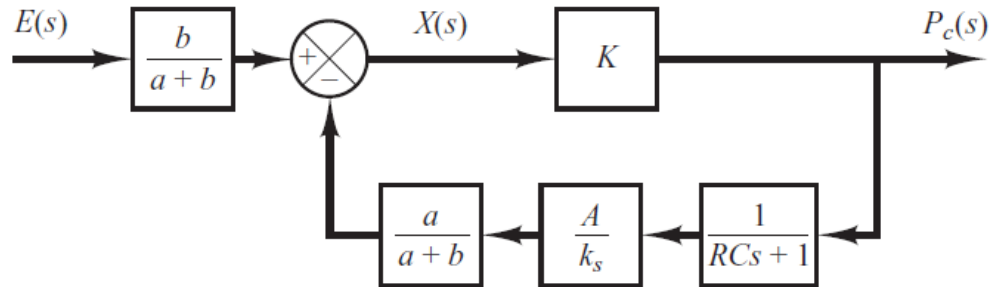 E(s)
b
a + b
+
−
X(s)
K
P_c(s)
a
a + b
A
k_s
1
RCs + 1